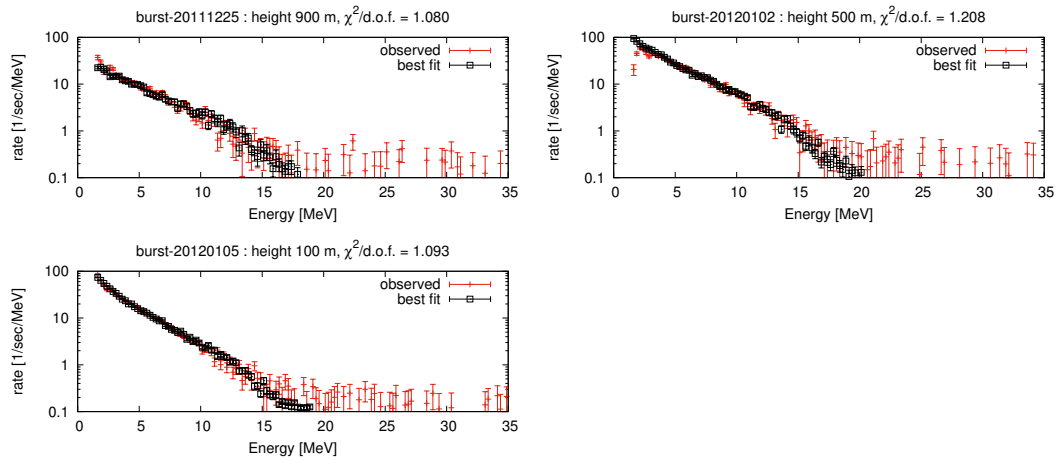 burst-20111225 : height 900 m, χ²/d.o.f. = 1.080
100
10
1
0.1
rate [1/sec/MeV]
observed
best fit
0 5 10 15 20 25 30 35
Energy [MeV]
burst-20120102 : height 500 m, χ²/d.o.f. = 1.208
100
10
1
0.1
rate [1/sec/MeV]
observed
best fit
0 5 10 15 20 25 30 35
Energy [MeV]
burst-20120105 : height 100 m, χ²/d.o.f. = 1.093
100
10
1
0.1
rate [1/sec/MeV]
observed
best fit
0 5 10 15 20 25 30 35
Energy [MeV]